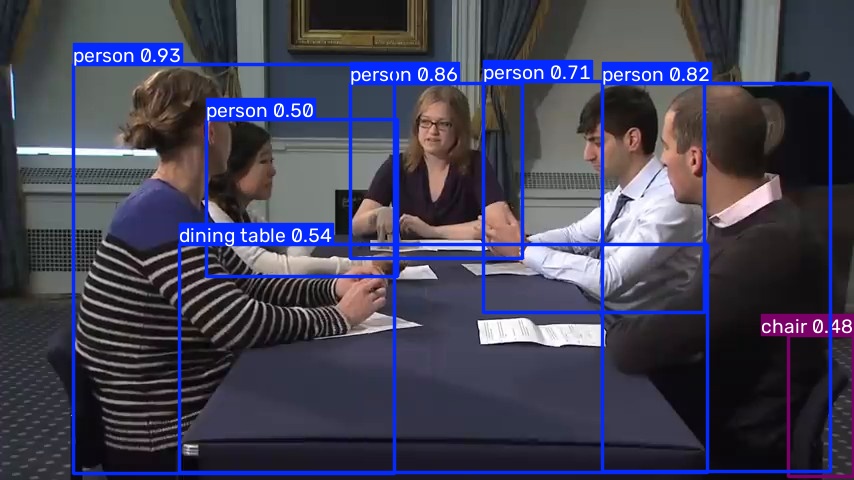 person 0.93
person 0.86
person 0.71
person 0.82
person 0.50
dining table 0.54
chair 0.48